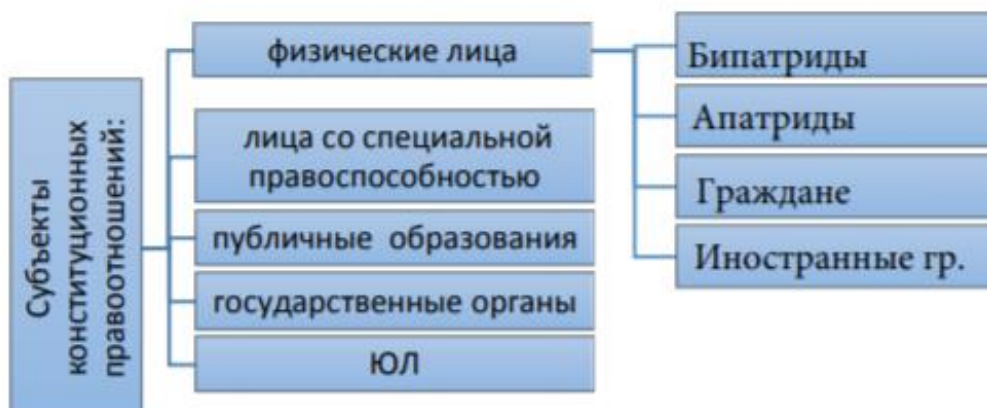 Субъекты
конституционных
правоотношений:
физические лица
лица со специальной
правоспособностью
публичные образования
государственные органы
ЮЛ
Бипатриды
Апатриды
Граждане
Иностранные гр.